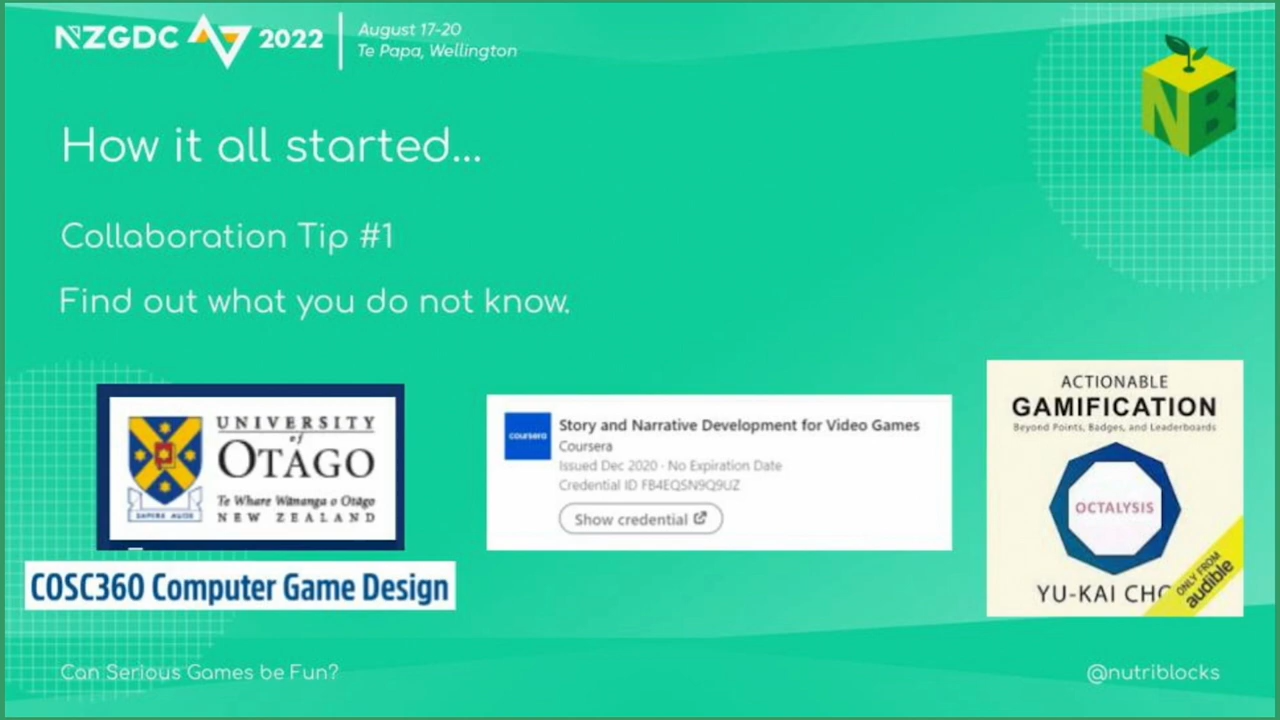 NZGDC 2022
August 17-20
Te Papa, Wellington
NB
How it all started...
Collaboration Tip #1
Find out what you do not know.
UNIVERSITY
of
OTAGO
Te Whare Wānanga o Otāgo
NEW ZEALAND
SAPERE AUDE
COSC360 Computer Game Design
coursera
Story and Narrative Development for Video Games
Coursera
Issued Dec 2020 · No Expiration Date
Credential ID FB4EQSN9Q9UZ
Show credential
ACTIONABLE
GAMIFICATION
Beyond Points, Badges, and Leaderboards
OCTALYSIS
YU-KAI CHO
ONLY FROM
audible
Can Serious Games be Fun?
@nutriblocks